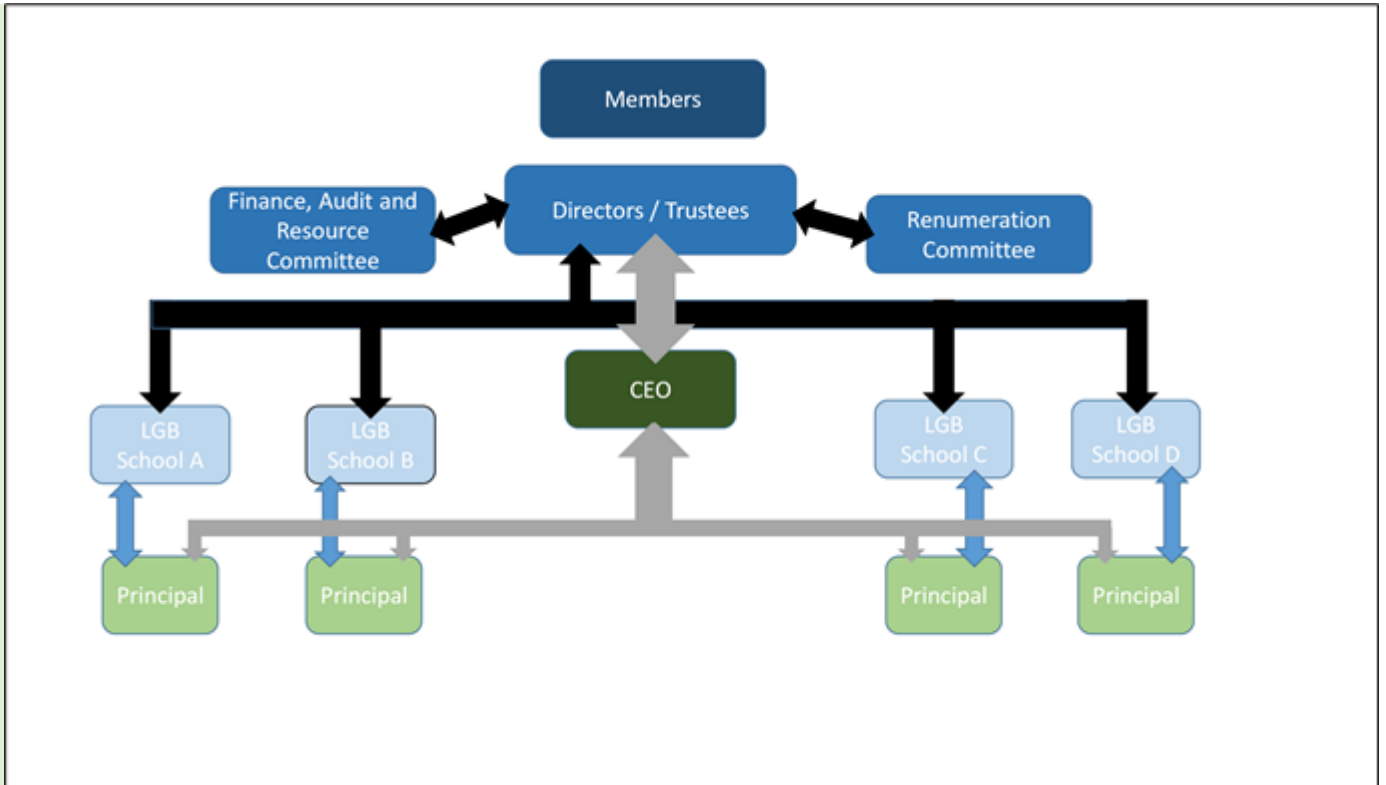 Members
Finance, Audit and
Resource
Committee
Directors / Trustees
Renumeration
Committee
CEO
LGB
School A
LGB
School B
LGB
School C
LGB
School D
Principal
Principal
Principal
Principal